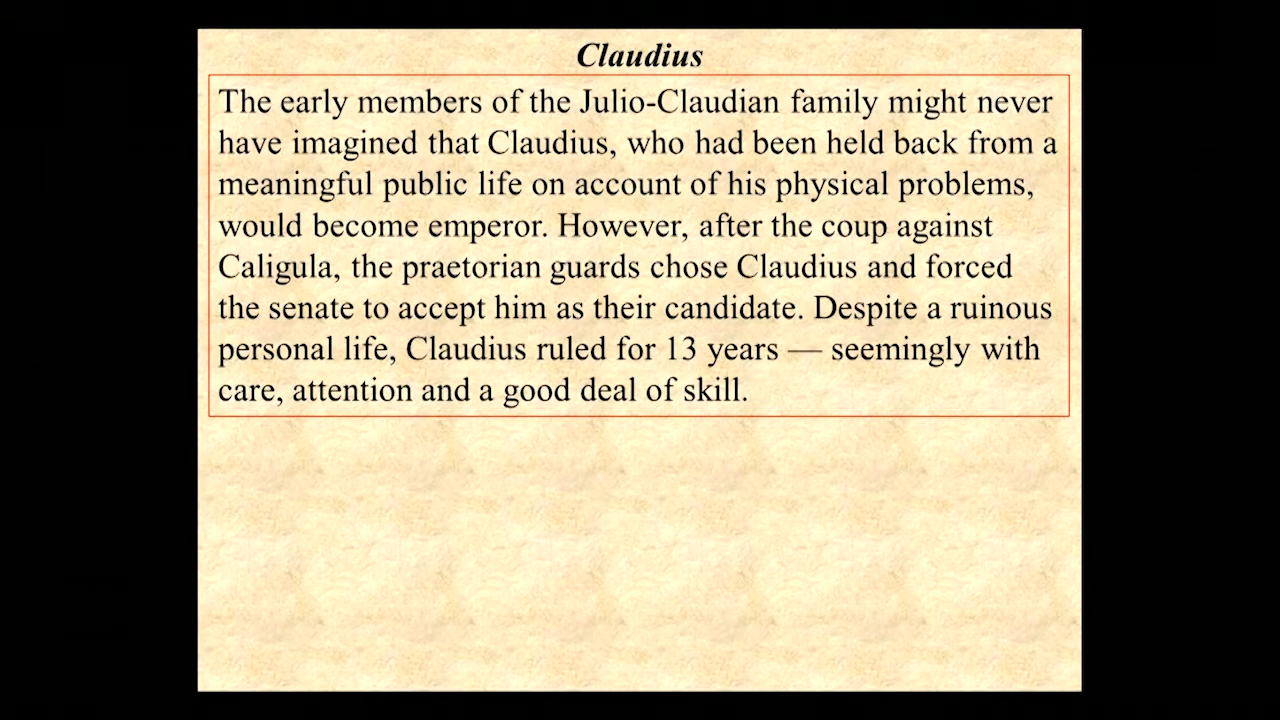 Claudius
The early members of the Julio-Claudian family might never
have imagined that Claudius, who had been held back from a
meaningful public life on account of his physical problems,
would become emperor. However, after the coup against
Caligula, the praetorian guards chose Claudius and forced
the senate to accept him as their candidate. Despite a ruinous
personal life, Claudius ruled for 13 years — seemingly with
care, attention and a good deal of skill.